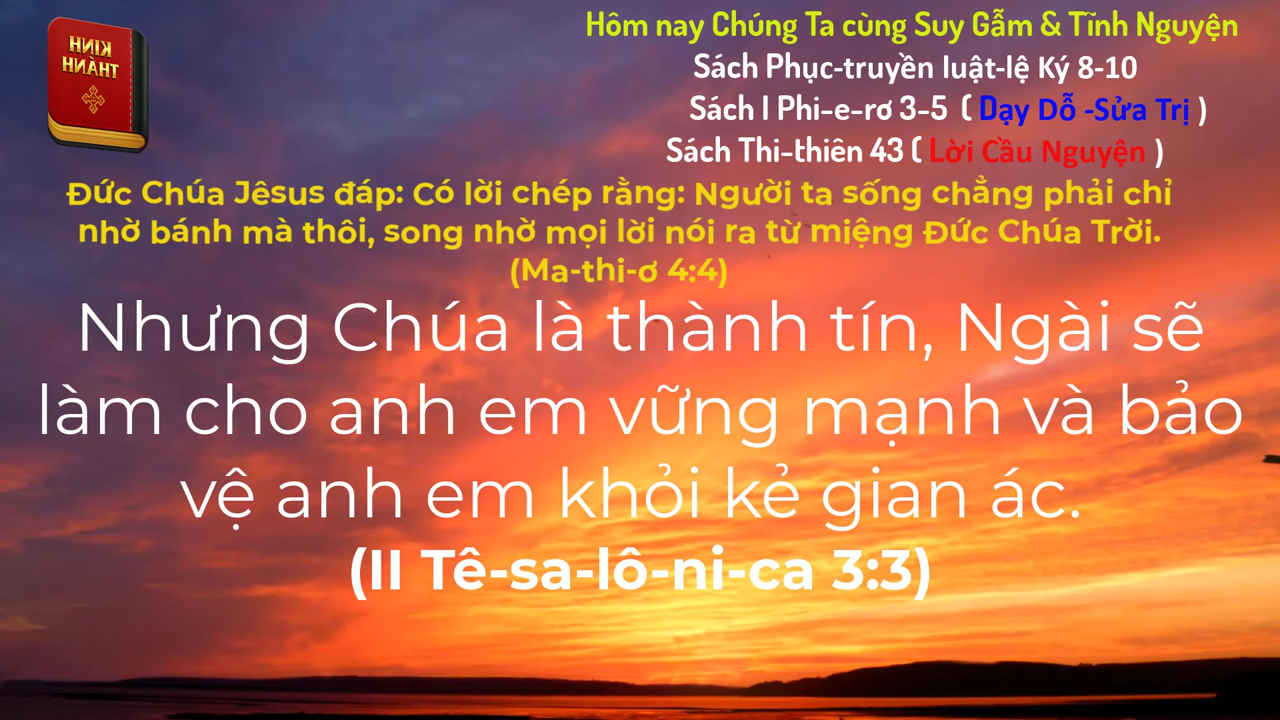 KINH
THÁNH
Hôm nay Chúng Ta cùng Suy Gẫm & Tĩnh Nguyện
Sách Phục-truyền luật-lệ Ký 8-10
Sách I Phi-e-rơ 3-5 ( Dạy Dỗ -Sửa Trị )
Sách Thi-thiên 43 ( Lời Cầu Nguyện )
Đức Chúa Jêsus đáp: Có lời chép rằng: Người ta sống chẳng phải chỉ
nhờ bánh mà thôi, song nhờ mọi lời nói ra từ miệng Đức Chúa Trời.
(Ma-thi-ơ 4:4)
Nhưng Chúa là thành tín, Ngài sẽ
làm cho anh em vững mạnh và bảo
vệ anh em khỏi kẻ gian ác.
(II Tê-sa-lô-ni-ca 3:3)